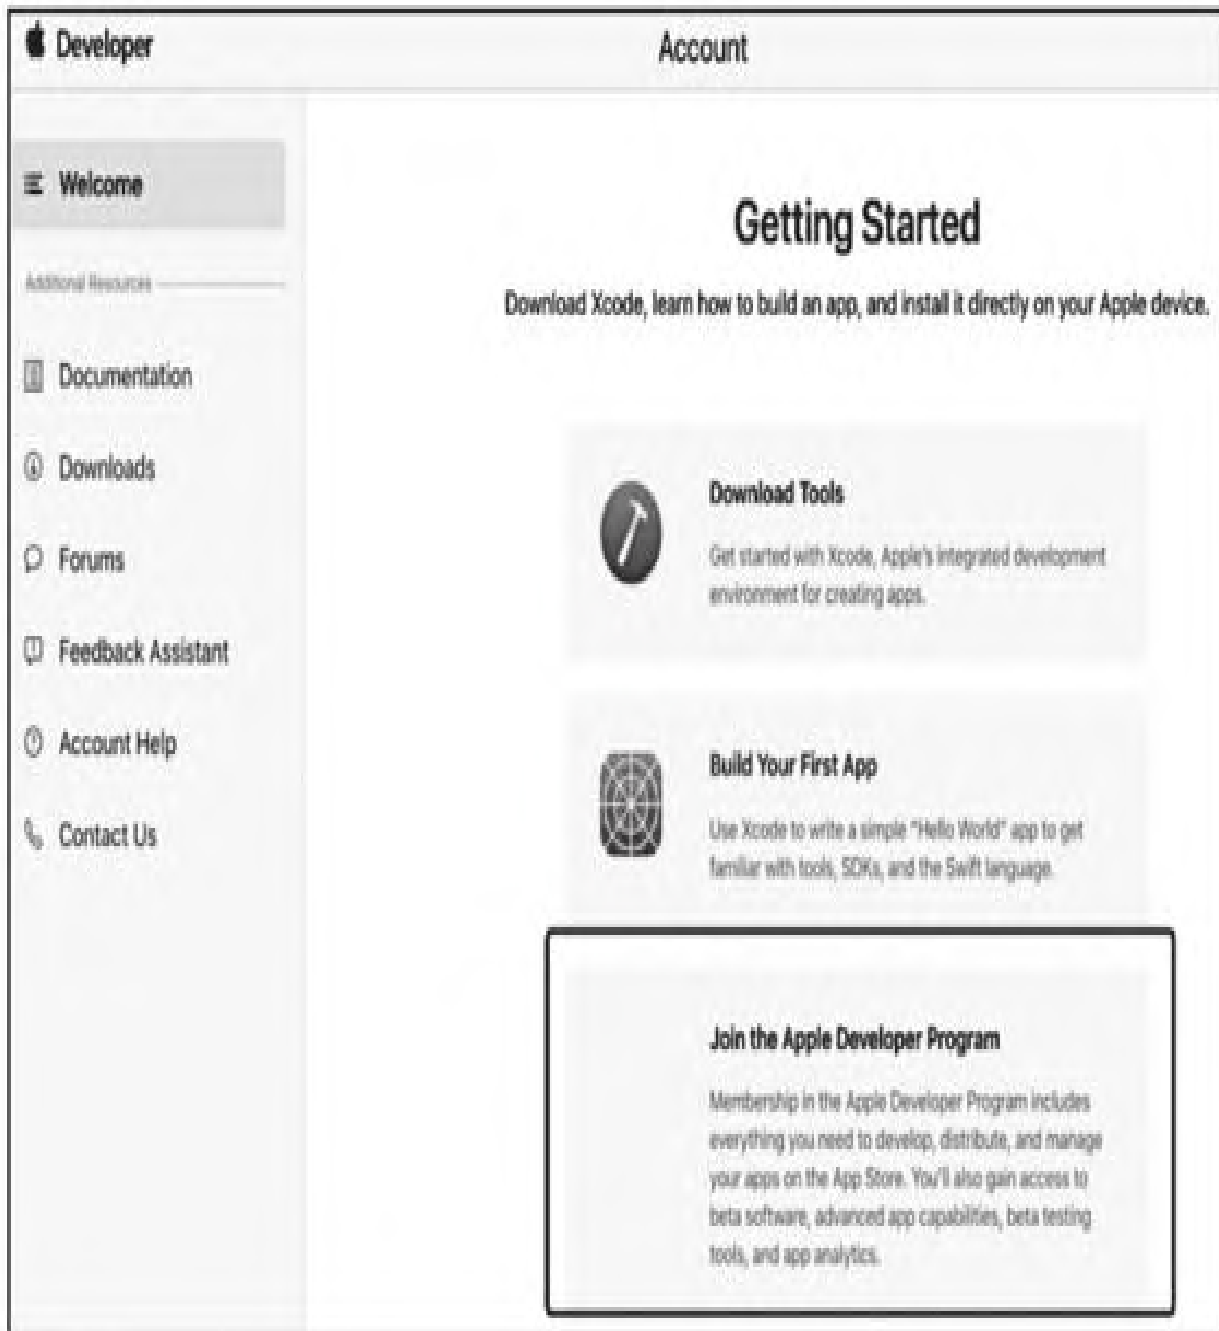 Developer
Account
Welcome
Additional Resources
Documentation
Downloads
Forums
Feedback Assistant
Account Help
Contact Us
Getting Started
Download Xcode, learn how to build an app, and install it directly on your Apple device.
Download Tools
Get started with Xcode, Apple's integrated development
environment for creating apps.
Build Your First App
Use Xcode to write a simple "Hello World" app to get
familiar with tools, SDKs, and the Swift language.
Join the Apple Developer Program
Membership in the Apple Developer Program includes
everything you need to develop, distribute, and manage
your apps on the App Store. You'll also gain access to
beta software, advanced app capabilities, beta testing
tools, and app analytics.